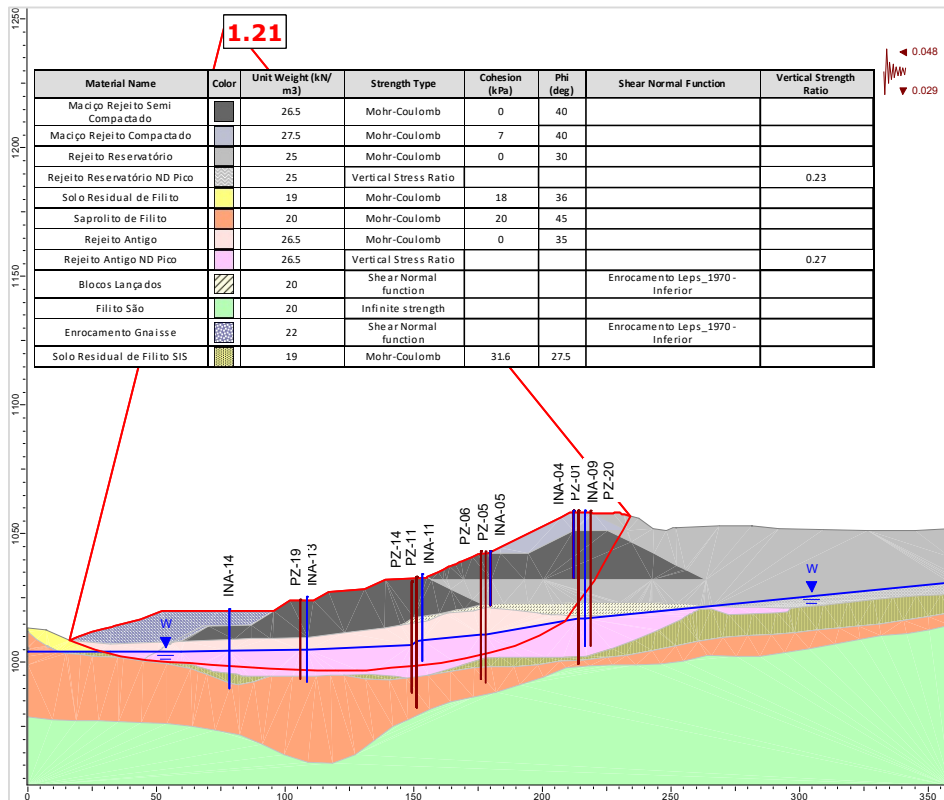 1250
1.21
0.048
0.029
Material Name Color Unit Weight (kN/ m3) Strength Type Cohesion (kPa) Phi (deg) Shear Normal Function Vertical Strength Ratio
Maciço Rejeito Semi Compactado 26.5 Mohr-Coulomb 0 40
Maciço Rejeito Compactado 27.5 Mohr-Coulomb 7 40
Rejeito Reservatório 25 Mohr-Coulomb 0 30
Rejeito Reservatório ND Pico 25 Vertical Stress Ratio 0.23
Solo Residual de Filito 19 Mohr-Coulomb 18 36
Saprolito de Filito 20 Mohr-Coulomb 20 45
Rejeito Antigo 26.5 Mohr-Coulomb 0 35
Rejeito Antigo ND Pico 26.5 Vertical Stress Ratio 0.27
Blocos Lançados 20 Shear Normal function Enrocamento Leps_1970 - Inferior
Filito São 20 Infinite strength
Enrocamento Gnaisse 22 Shear Normal function Enrocamento Leps_1970 - Inferior
Solo Residual de Filito SIS 19 Mohr-Coulomb 31.6 27.5
1200
1150
1100
1050
1000
INA-14
PZ-19
INA-13
PZ-14
PZ-11
INA-11
PZ-06
PZ-05
INA-05
INA-04
PZ-01
INA-09
PZ-20
W
W
0 50 100 150 200 250 300 350